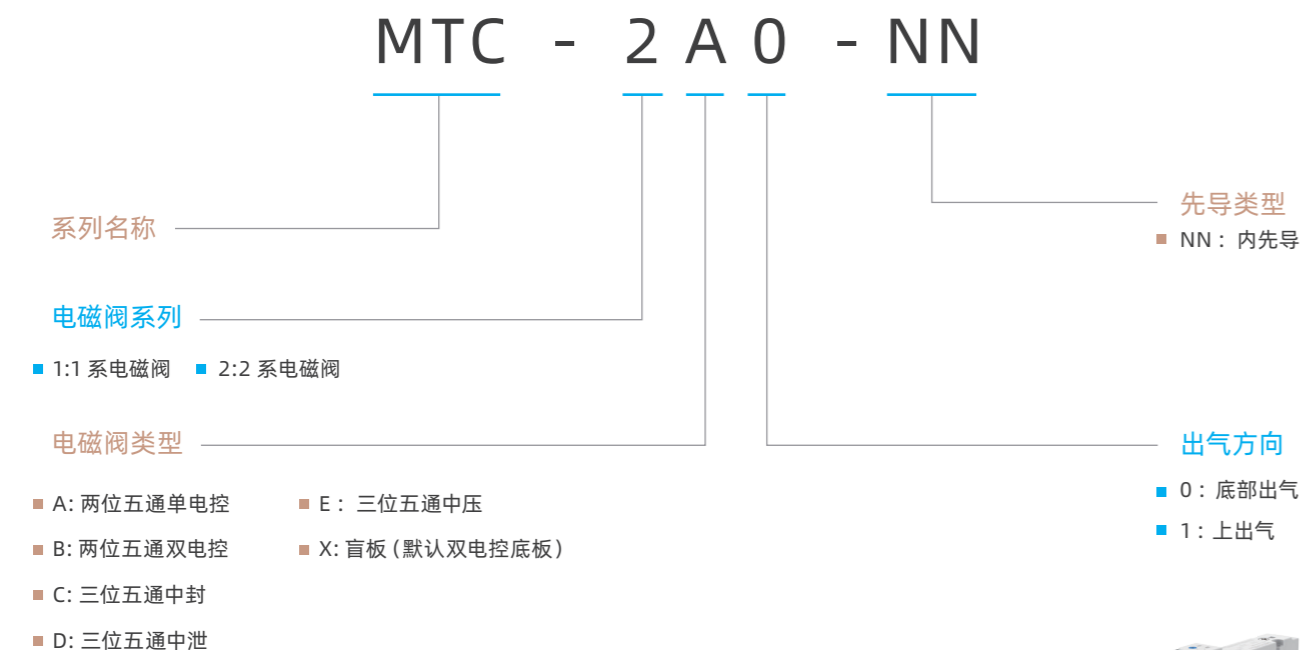 MTC - 2 A 0 - NN
系列名称
先导类型
NN： 内先导
电磁阀系列
1:1 系电磁阀 2:2 系电磁阀
电磁阀类型
出气方向
A: 两位五通单电控 E： 三位五通中压
0： 底部出气
B: 两位五通双电控 X: 盲板 (默认双电控底板)
1： 上出气
C: 三位五通中封
D: 三位五通中泄